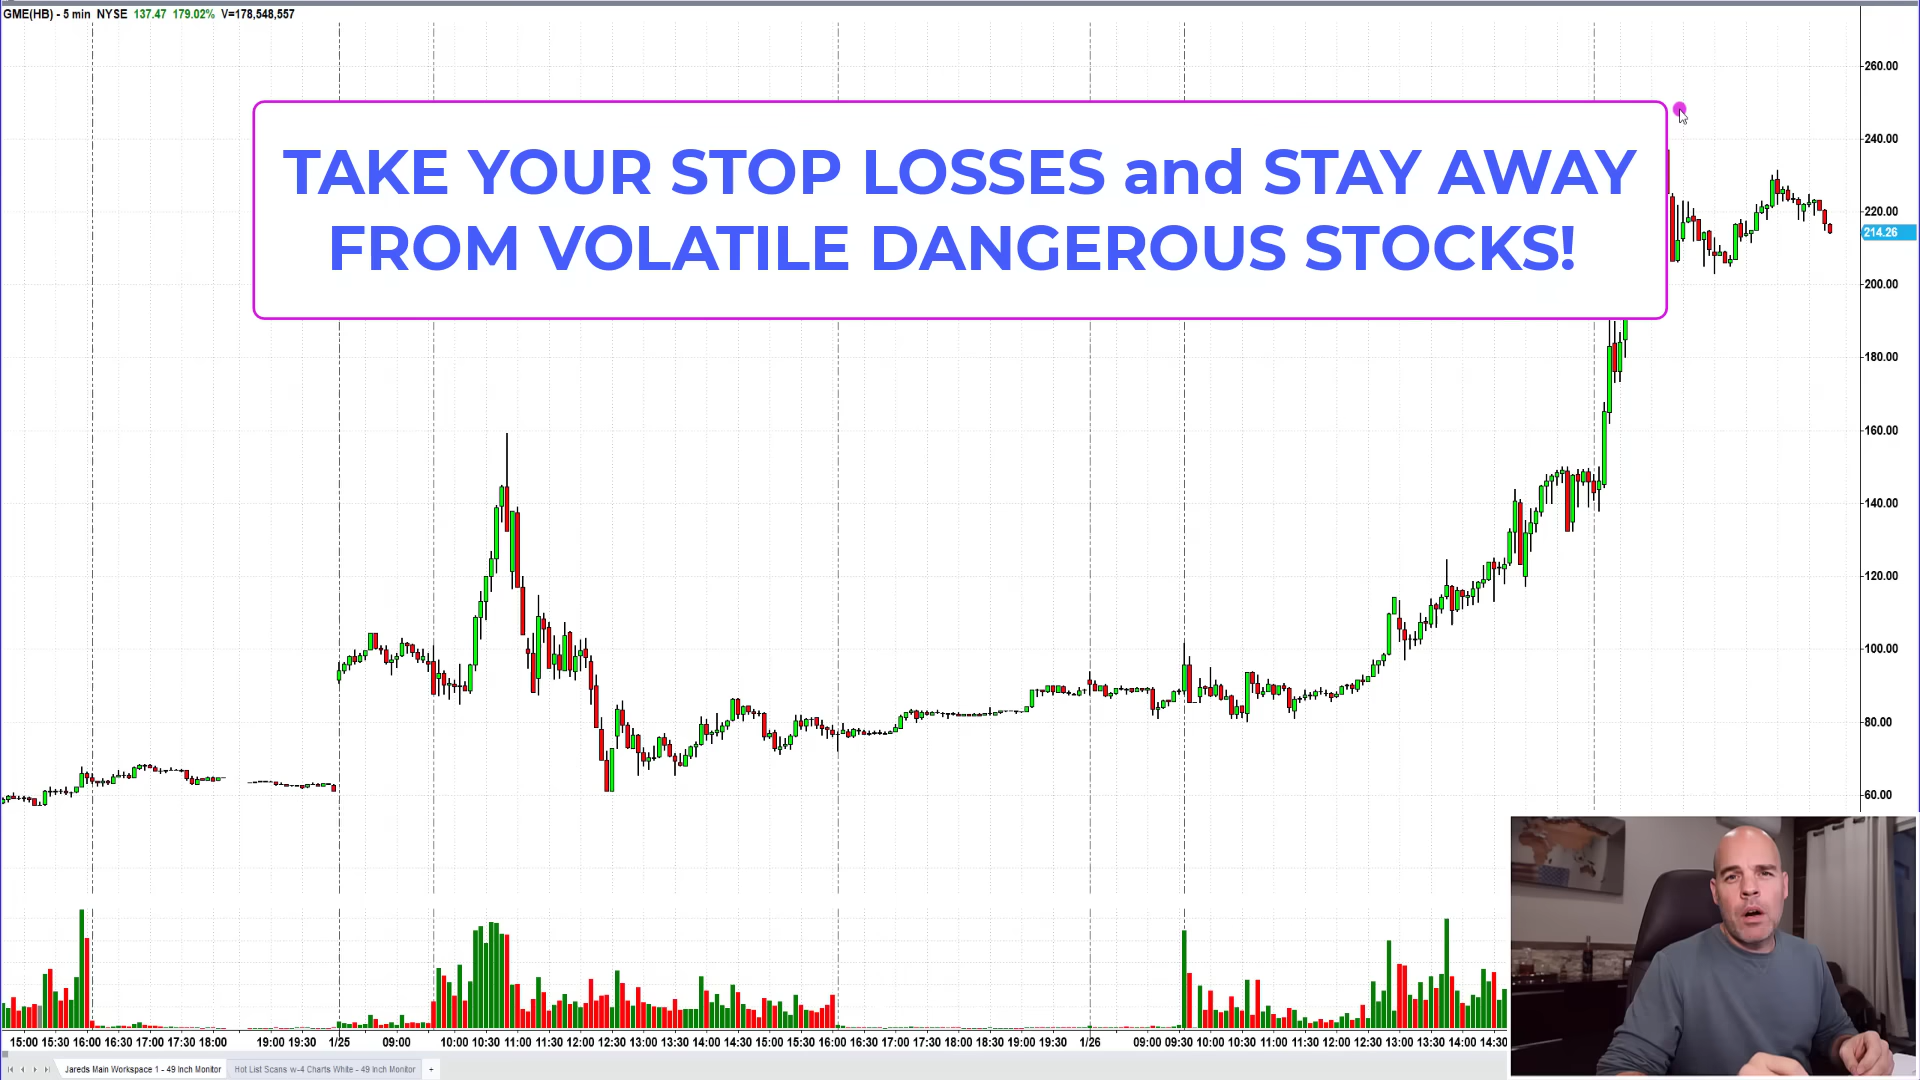 GME(HB) - 5 min NYSE 137.47 179.02% V=178,548,557
TAKE YOUR STOP LOSSES and STAY AWAY
FROM VOLATILE DANGEROUS STOCKS!
260.00
240.00
220.00
214.26
200.00
180.00
160.00
140.00
120.00
100.00
80.00
60.00
15:00 15:30 16:00 16:30 17:00 17:30 18:00 19:00 19:30 1/25 09:00 10:00 10:30 11:00 11:30 12:00 12:30 13:00 13:30 14:00 14:30 15:00 15:30 16:00 16:30 17:00 17:30 18:00 18:30 19:00 19:30 1/26 09:00 09:30 10:00 10:30 11:00 11:30 12:00 12:30 13:00 13:30 14:00 14:30
Jareds Main Workspace 1 - 49 Inch Monitor Hot List Scans w-4 Charts White - 49 Inch Monitor +